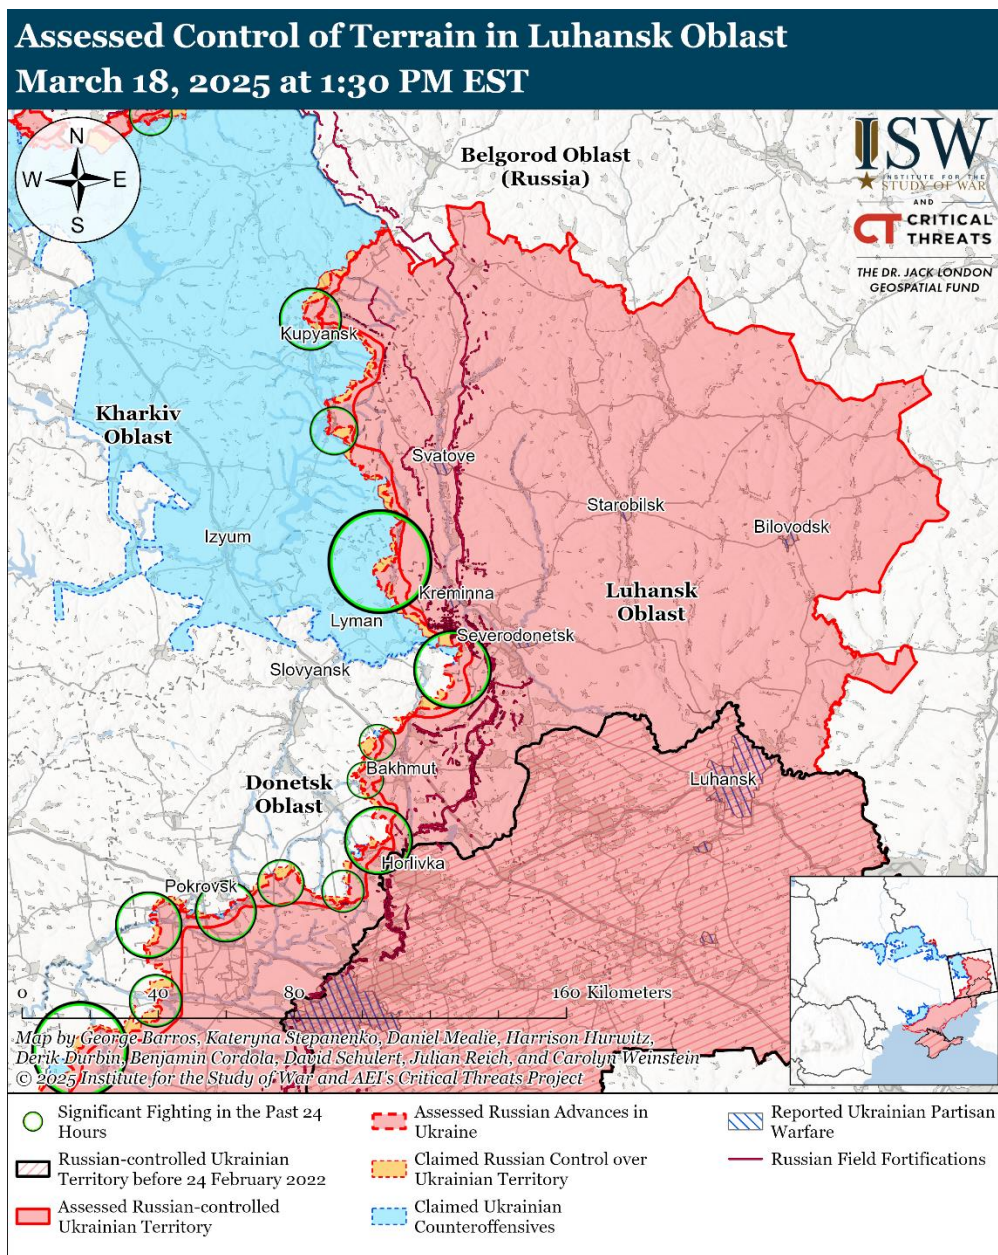 Assessed Control of Terrain in Luhansk Oblast
March 18, 2025 at 1:30 PM EST
N
W
E
S
Belgorod Oblast
(Russia)
ISW
INSTITUTE FOR THE
STUDY OF WAR
AND
CT CRITICAL
THREATS
THE DR. JACK LONDON
GEOSPATIAL FUND
Kupyansk
Kharkiv
Oblast
Svatove
Starobilsk
Bilovodsk
Izyum
Kreminna
Luhansk
Oblast
Lyman
Severodonetsk
Slovyansk
Bakhmut
Luhansk
Donetsk
Oblast
Horlivka
Pokrovsk
0
40
80
160 Kilometers
Map by George Barros, Kateryna Stepanenko, Daniel Mealie, Harrison Hurwitz,
Derik Durbin, Benjamin Cordola, David Schulert, Julian Reich, and Carolyn Weinstein
© 2025 Institute for the Study of War and AEI's Critical Threats Project
Significant Fighting in the Past 24
Hours
Russian-controlled Ukrainian
Territory before 24 February 2022
Assessed Russian-controlled
Ukrainian Territory
Assessed Russian Advances in
Ukraine
Claimed Russian Control over
Ukrainian Territory
Claimed Ukrainian
Counteroffensives
Reported Ukrainian Partisan
Warfare
Russian Field Fortifications